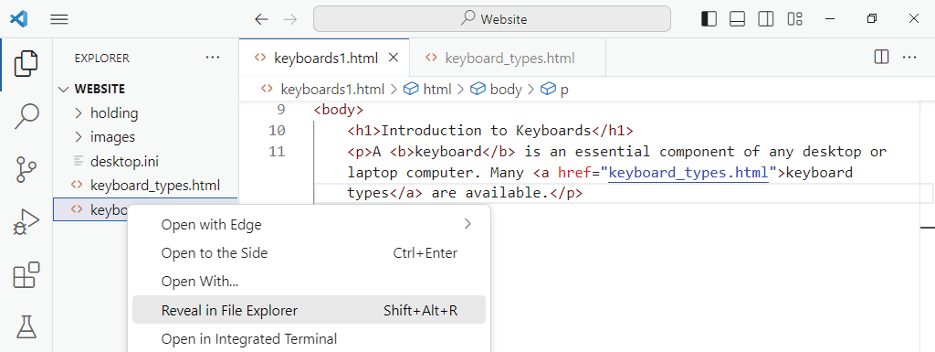 Website
EXPLORER ···
WEBSITE
holding
images
desktop.ini
keyboard_types.html
keybo
keyboards1.html
keyboard_types.html
keyboards1.html > html > body > p
9 <body>
10 <h1>Introduction to Keyboards</h1>
11 <p>A <b>keyboard</b> is an essential component of any desktop or
laptop computer. Many <a href="keyboard_types.html">keyboard
types</a> are available.</p>
Open with Edge
Open to the Side Ctrl+Enter
Open With...
Reveal in File Explorer Shift+Alt+R
Open in Integrated Terminal